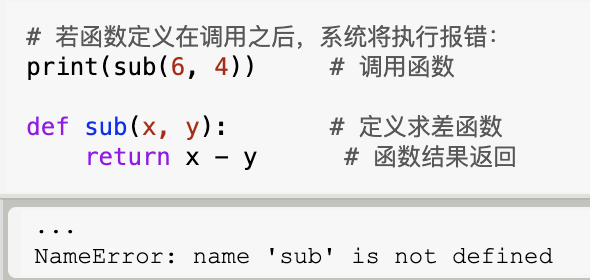 # 若函数定义在调用之后，系统将执行报错：
print(sub(6, 4))     # 调用函数
def sub(x, y):       # 定义求差函数
    return x - y      # 函数结果返回
...
NameError: name 'sub' is not defined